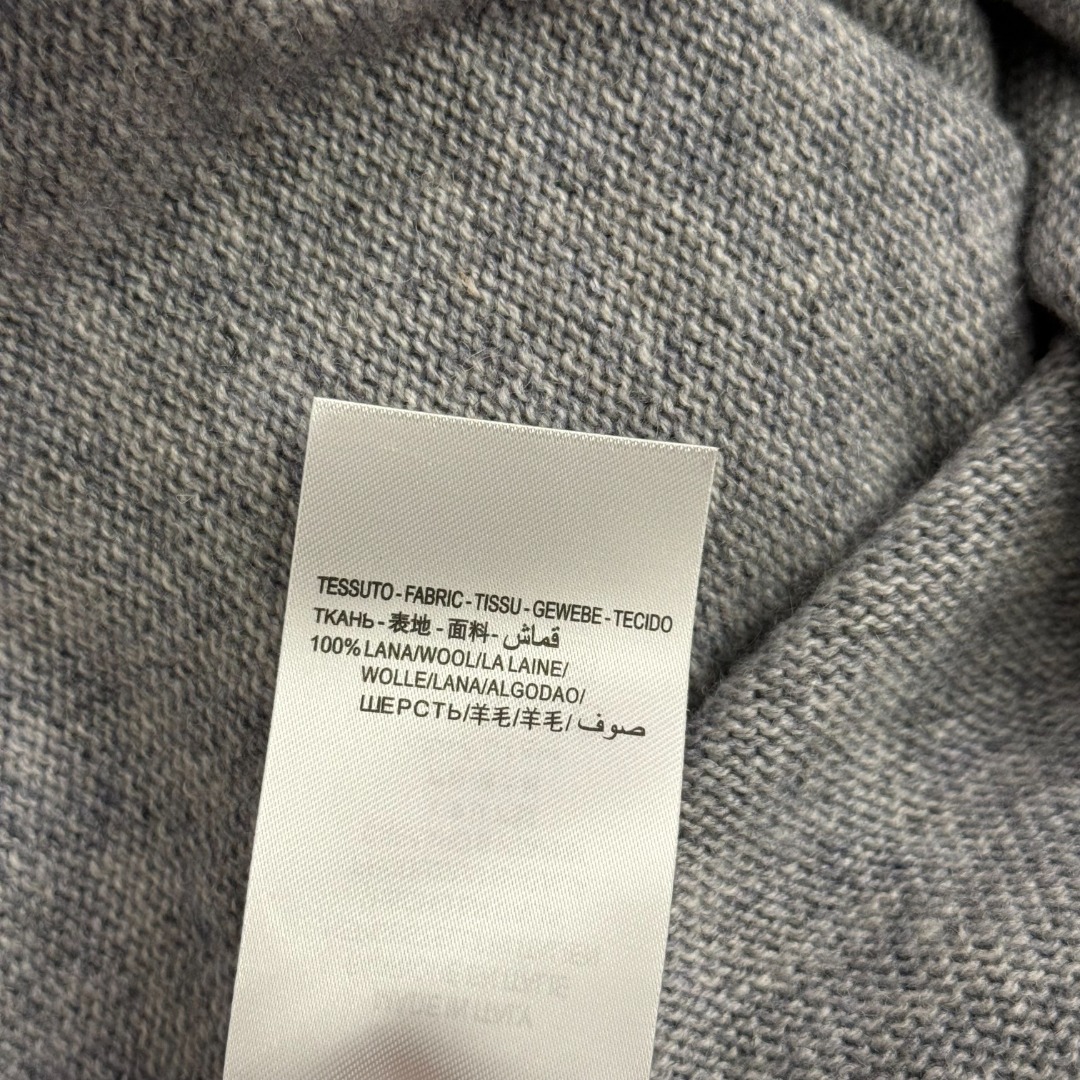 TESSUTO - FABRIC - TISSU - GEWEBE - TECIDO
ТКАНЬ - 表地 - 面料 - قماش
100% LANA/WOOL/LA LAINE/
WOLLE/LANA/ALGODAO/
ШЕРСТЬ/羊毛/羊毛/ صوف